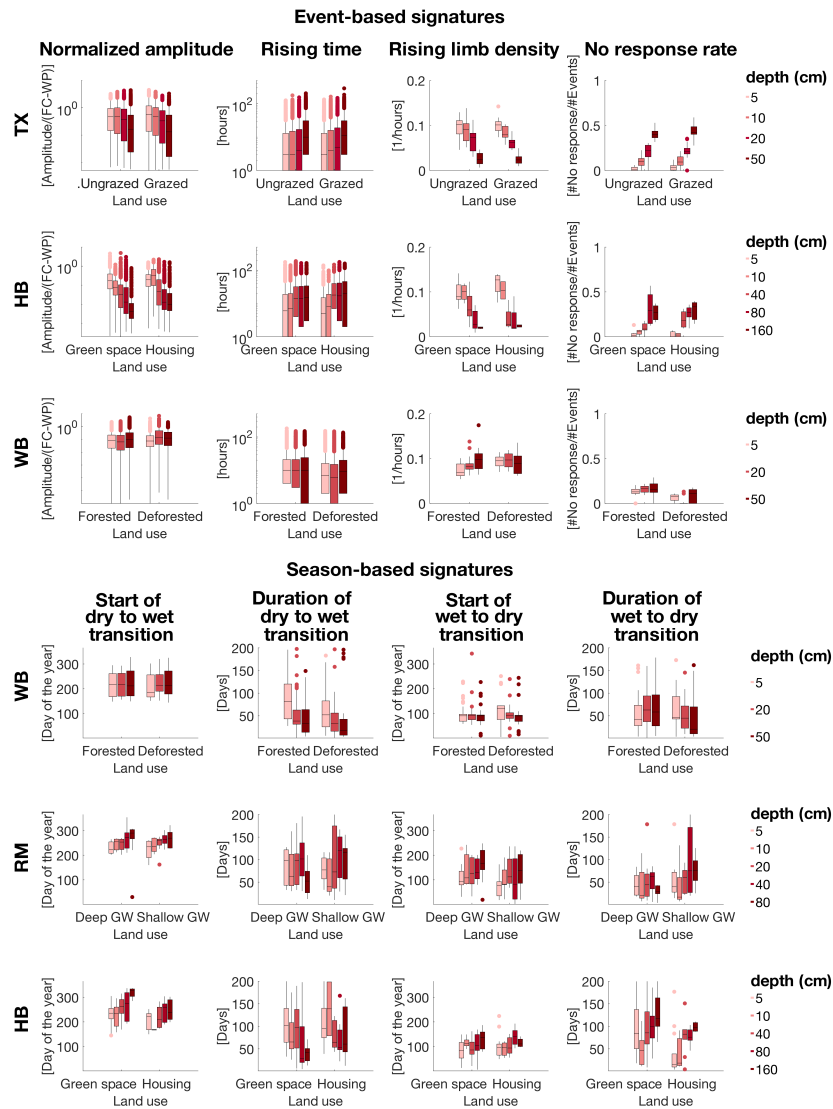 Event-based signatures
Normalized amplitude
Rising time
Rising limb density
No response rate
TX
[Amplitude/(FC-WP)]
10^0
.Ungrazed Grazed
Land use
[hours]
10^2
10^0
Ungrazed Grazed
Land use
[1/hours]
0.2
0.1
0
Ungrazed Grazed
Land use
[#No response/#Events]
1
0.5
0
Ungrazed Grazed
Land use
depth (cm)
5
10
20
50
HB
[Amplitude/(FC-WP)]
10^0
Green space Housing
Land use
[hours]
10^2
10^0
Green space Housing
Land use
[1/hours]
0.2
0.1
0
Green space Housing
Land use
[#No response/#Events]
1
0.5
0
Green space Housing
Land use
depth (cm)
5
10
40
80
160
WB
[Amplitude/(FC-WP)]
10^0
Forested Deforested
Land use
[hours]
10^2
10^0
Forested Deforested
Land use
[1/hours]
0.2
0.1
0
Forested Deforested
Land use
[#No response/#Events]
1
0.5
0
Forested Deforested
Land use
depth (cm)
5
20
50
Season-based signatures
Start of
dry to wet
transition
Duration of
dry to wet
transition
Start of
wet to dry
transition
Duration of
wet to dry
transition
WB
[Day of the year]
300
200
100
Forested Deforested
Land use
[Days]
200
150
100
50
Forested Deforested
Land use
[Day of the year]
300
200
100
Forested Deforested
Land use
[Days]
200
150
100
50
Forested Deforested
Land use
depth (cm)
5
20
50
RM
[Day of the year]
300
200
100
Deep GW Shallow GW
Land use
[Days]
200
150
100
50
Deep GW Shallow GW
Land use
[Day of the year]
300
200
100
Deep GW Shallow GW
Land use
[Days]
200
150
100
50
Deep GW Shallow GW
Land use
depth (cm)
5
10
20
40
80
HB
[Day of the year]
300
200
100
Green space Housing
Land use
[Days]
200
150
100
50
Green space Housing
Land use
[Day of the year]
300
200
100
Green space Housing
Land use
[Days]
200
150
100
50
Green space Housing
Land use
depth (cm)
5
10
40
80
160